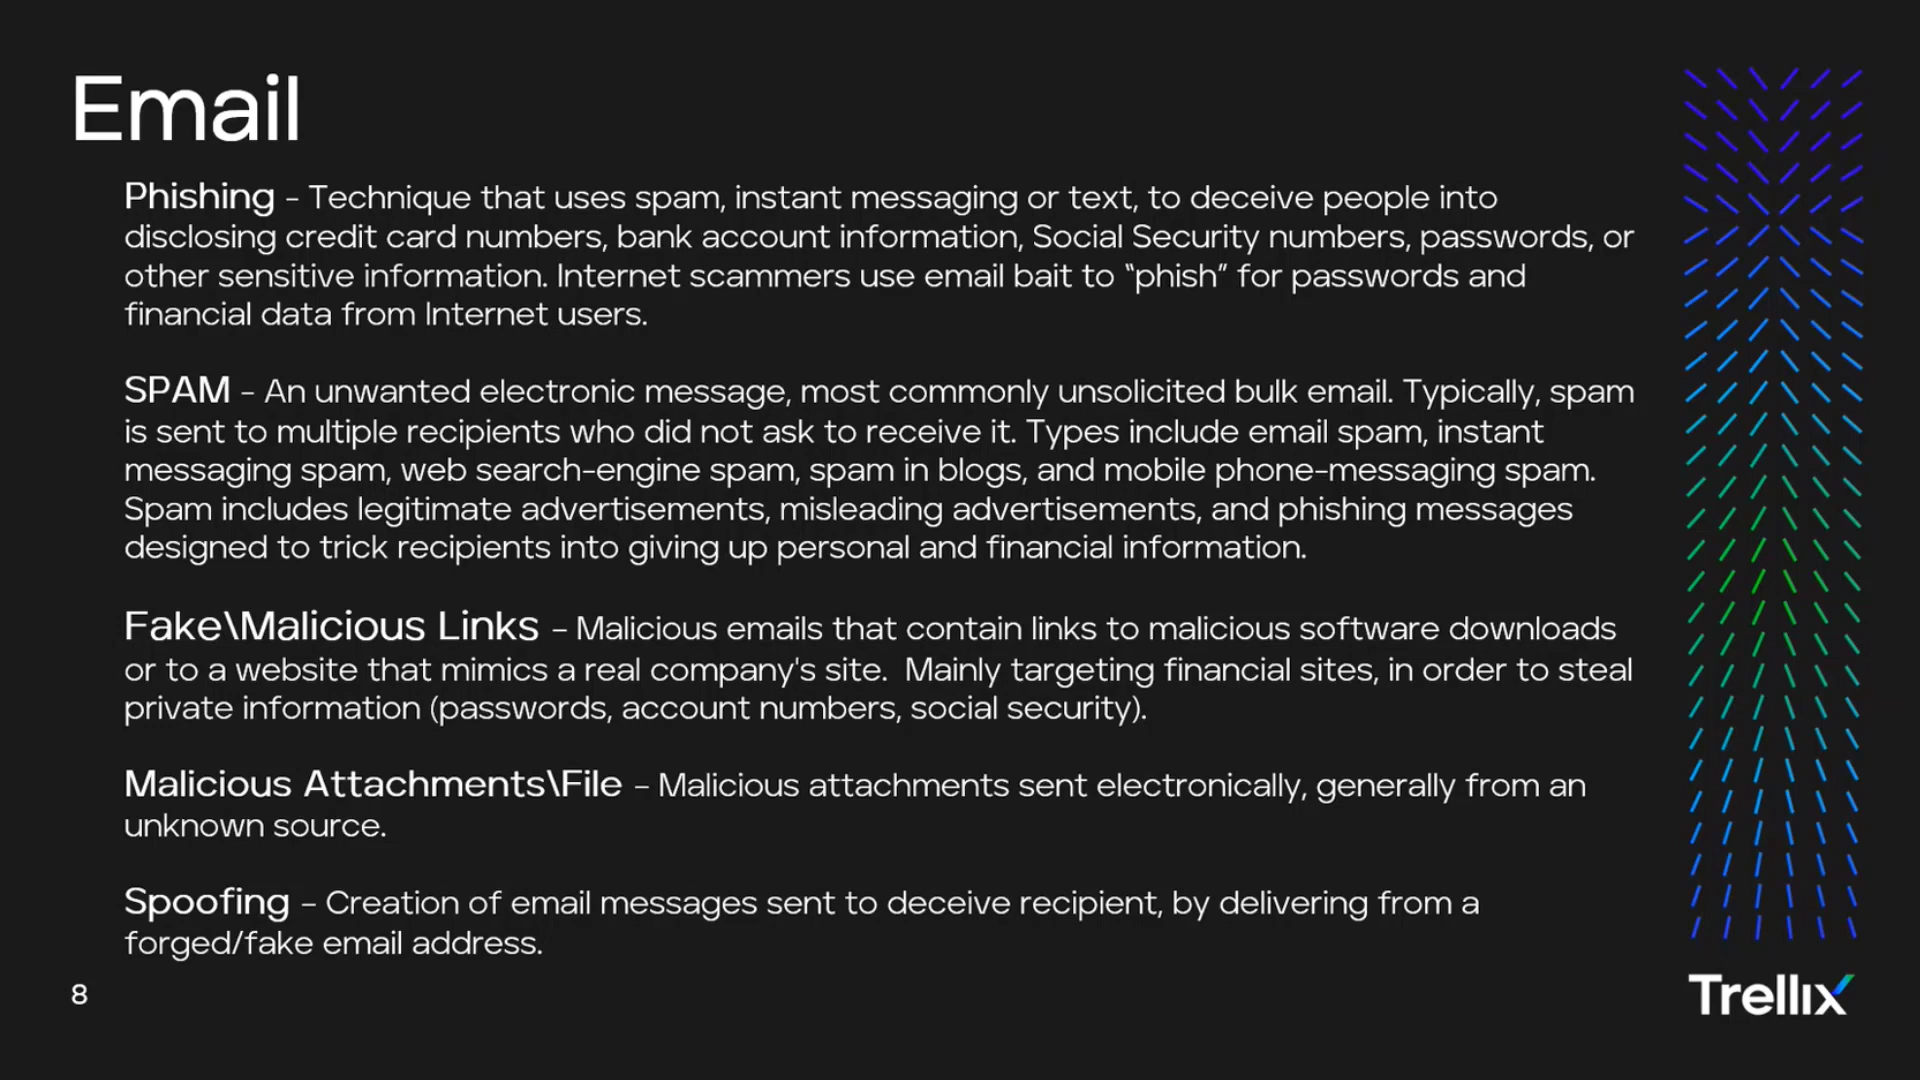 Email
Phishing – Technique that uses spam, instant messaging or text, to deceive people into
disclosing credit card numbers, bank account information, Social Security numbers, passwords, or
other sensitive information. Internet scammers use email bait to “phish” for passwords and
financial data from Internet users.
SPAM – An unwanted electronic message, most commonly unsolicited bulk email. Typically, spam
is sent to multiple recipients who did not ask to receive it. Types include email spam, instant
messaging spam, web search-engine spam, spam in blogs, and mobile phone-messaging spam.
Spam includes legitimate advertisements, misleading advertisements, and phishing messages
designed to trick recipients into giving up personal and financial information.
Fake\Malicious Links – Malicious emails that contain links to malicious software downloads
or to a website that mimics a real company's site.  Mainly targeting financial sites, in order to steal
private information (passwords, account numbers, social security).
Malicious Attachments\File – Malicious attachments sent electronically, generally from an
unknown source.
Spoofing – Creation of email messages sent to deceive recipient, by delivering from a
forged/fake email address.
8
Trellix